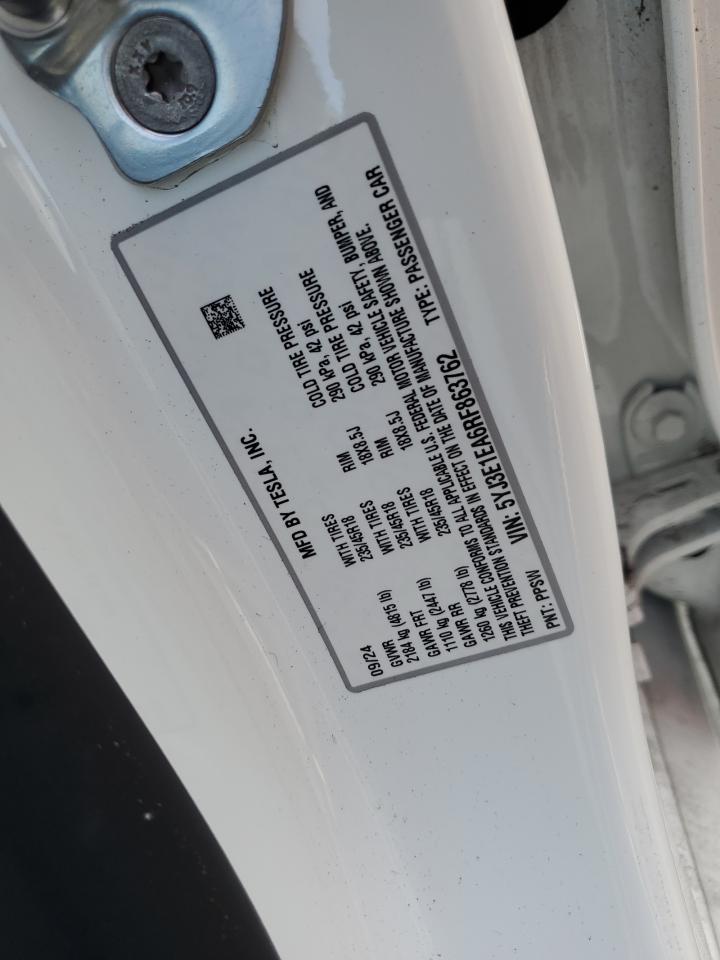 MFD BY TESLA, INC.
09/24
GVWR WITH TIRES RIM COLD TIRE PRESSURE
2184 kg (4815 lb) 235/45R18 18X8.5J 290 kPa, 42 psi
GAWR FRT WITH TIRES RIM COLD TIRE PRESSURE
1110 kg (2447 lb) 235/45R18 18X8.5J 290 kPa, 42 psi
GAWR RR WITH TIRES RIM COLD TIRE PRESSURE
1260 kg (2778 lb) 235/45R18 18X8.5J 290 kPa, 42 psi
THIS VEHICLE CONFORMS TO ALL APPLICABLE U.S. FEDERAL MOTOR VEHICLE SAFETY, BUMPER, AND
THEFT PREVENTION STANDARDS IN EFFECT ON THE DATE OF MANUFACTURE SHOWN ABOVE.
PNT: PPSW VIN: 5YJ3E1EA6RF863762 TYPE: PASSENGER CAR